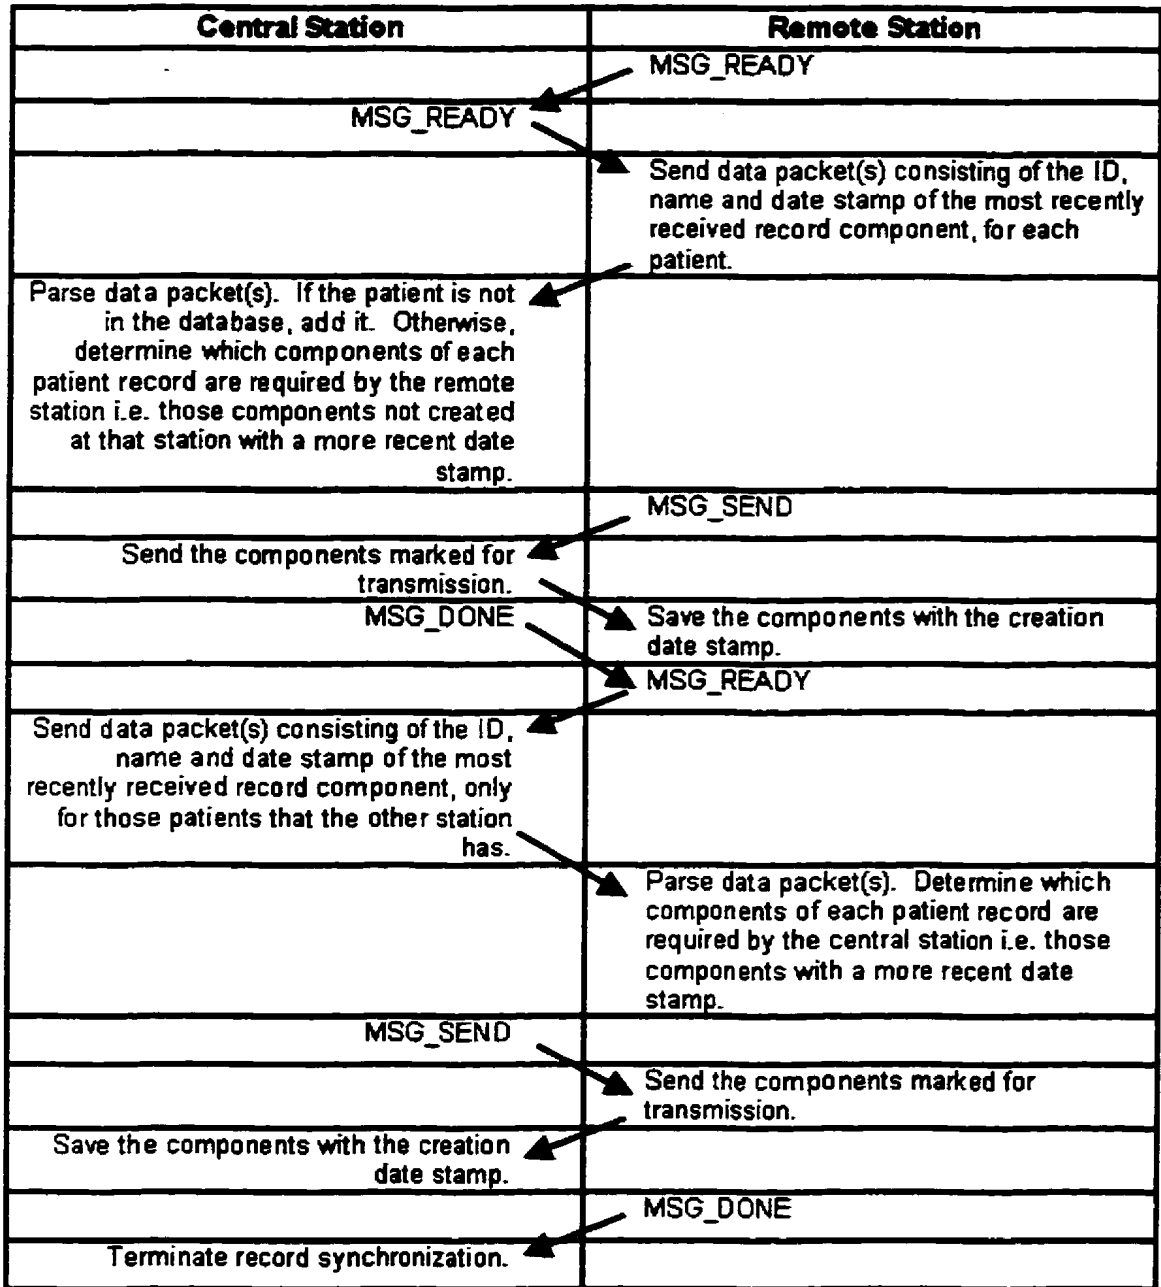 Central Station
Remote Station
MSG_READY
MSG_READY
Send data packet(s) consisting of the ID,
name and date stamp of the most recently
received record component, for each
patient.
Parse data packet(s). If the patient is not
in the database, add it. Otherwise,
determine which components of each
patient record are required by the remote
station i.e. those components not created
at that station with a more recent date
stamp.
MSG_SEND
Send the components marked for
transmission.
MSG_DONE
Save the components with the creation
date stamp.
MSG_READY
Send data packet(s) consisting of the ID,
name and date stamp of the most
recently received record component, only
for those patients that the other station
has.
Parse data packet(s). Determine which
components of each patient record are
required by the central station i.e. those
components with a more recent date
stamp.
MSG_SEND
Send the components marked for
transmission.
Save the components with the creation
date stamp.
MSG_DONE
Terminate record synchronization.